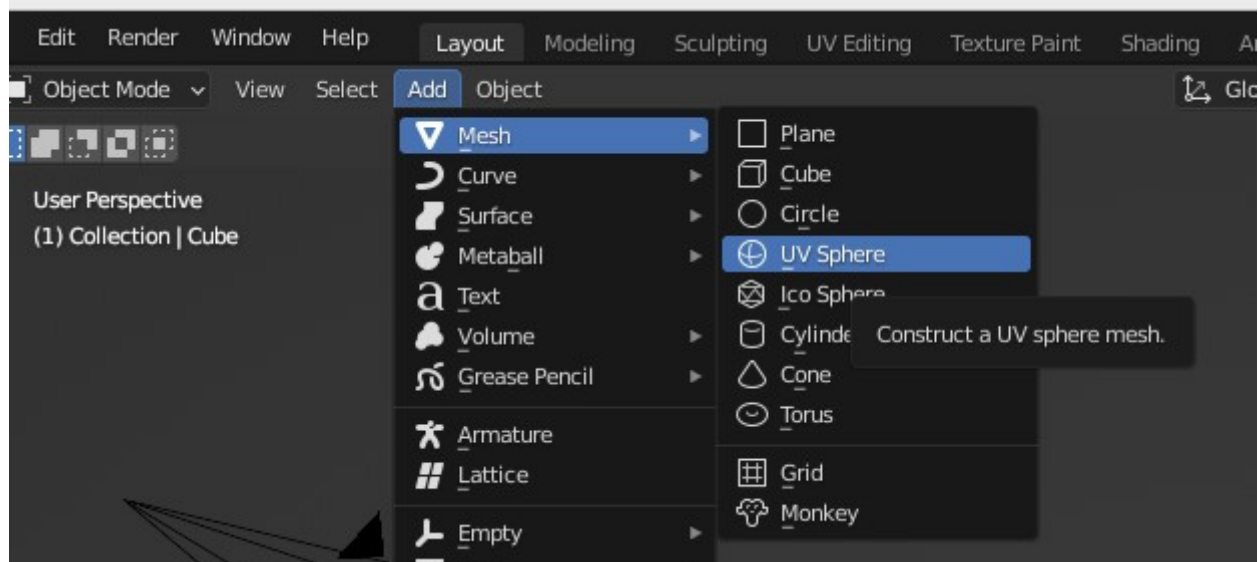 Edit Render Window Help Layout Modeling Sculpting UV Editing Texture Paint Shading
Object Mode View Select Add Object
User Perspective
(1) Collection | Cube
Mesh
Curve
Surface
Metaball
Text
Volume
Grease Pencil
Armature
Lattice
Empty
Plane
Cube
Circle
UV Sphere
Ico Sphere
Construct a UV sphere mesh.
Cone
Torus
Grid
Monkey